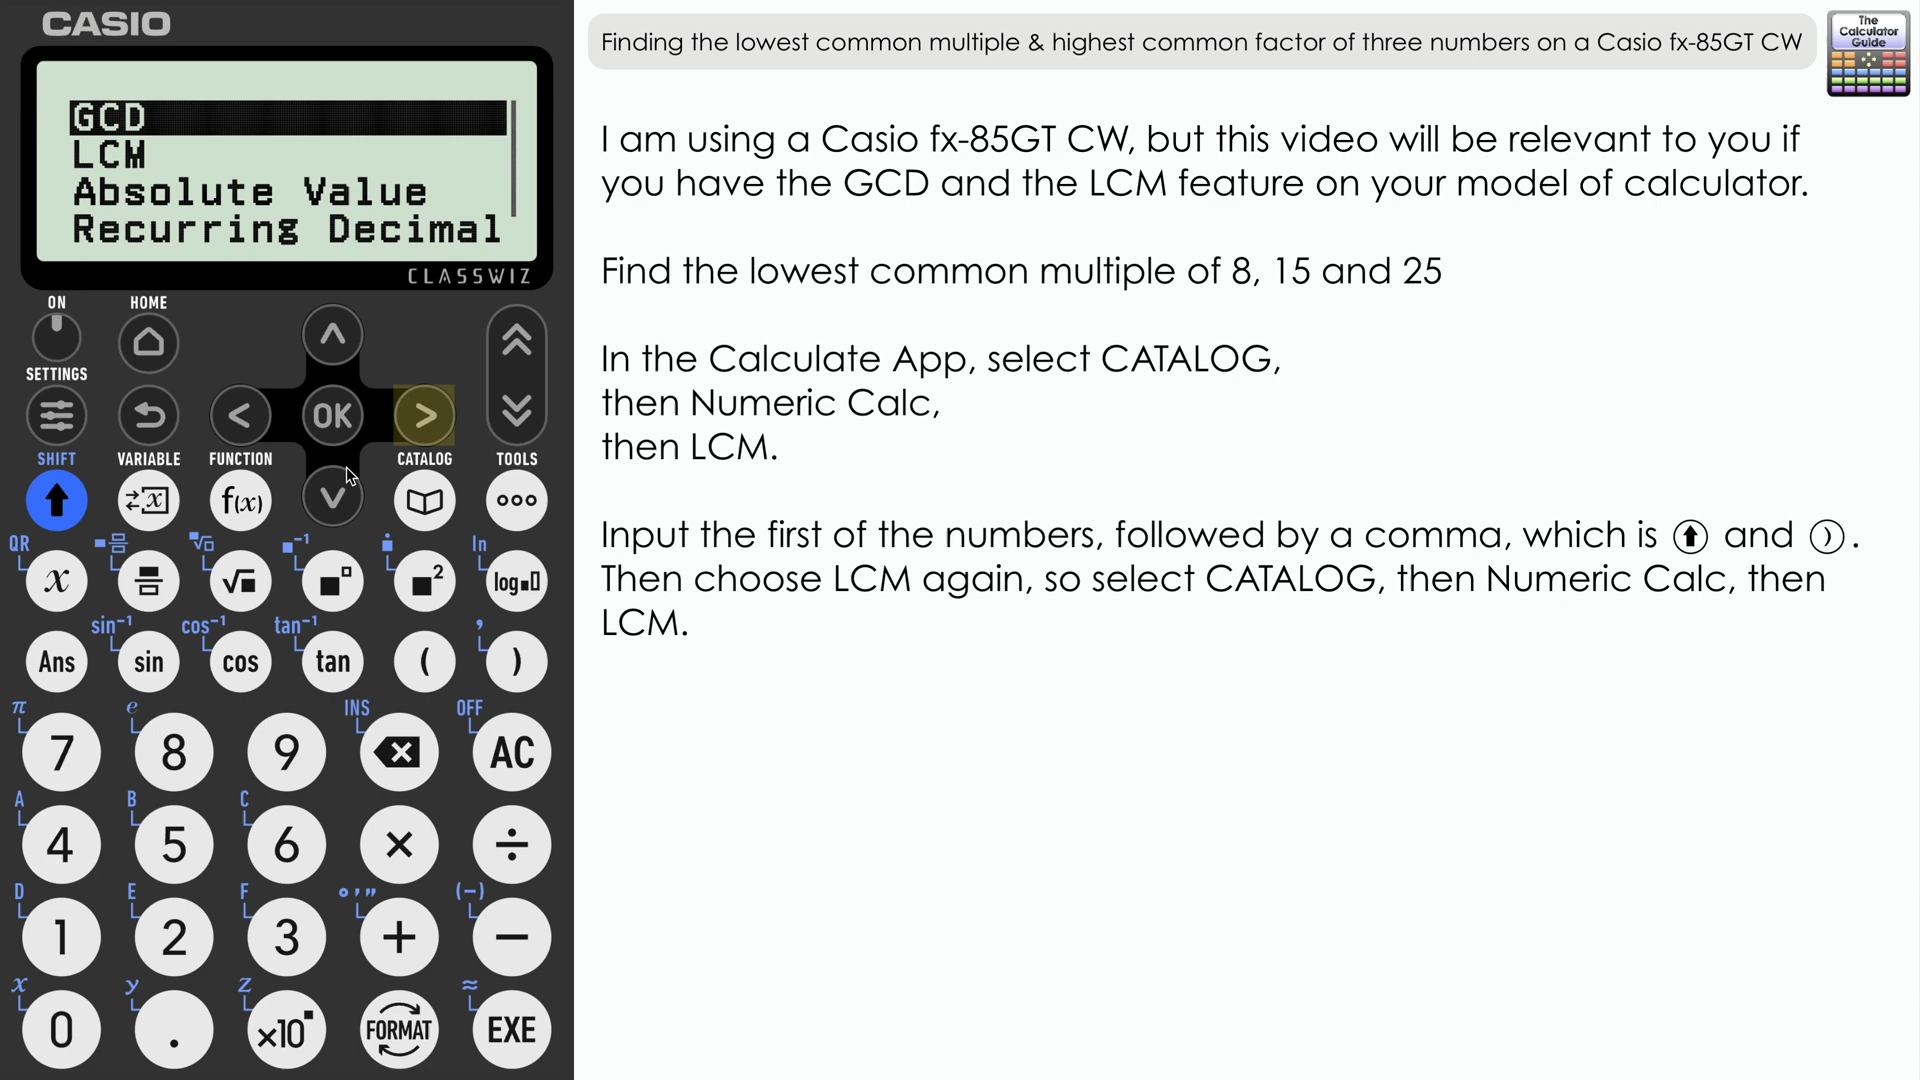 CASIO
GCD
LCM
Absolute Value
Recurring Decimal
CLASSWIZ
ON
HOME
SETTINGS
OK
SHIFT
VARIABLE
FUNCTION
CATALOG
TOOLS
x
f(x)
QR
√
-1
ln
x
√
2
log
sin⁻¹
cos⁻¹
tan⁻¹
,
Ans
sin
cos
tan
(
)
π
e
INS
OFF
7
8
9
AC
A
B
C
4
5
6
×
÷
D
E
F
° ' "
(−)
1
2
3
+
−
x
y
z
≈
0
.
×10
FORMAT
EXE
Finding the lowest common multiple & highest common factor of three numbers on a Casio fx-85GT CW
The
Calculator
Guide
I am using a Casio fx-85GT CW, but this video will be relevant to you if
you have the GCD and the LCM feature on your model of calculator.
Find the lowest common multiple of 8, 15 and 25
In the Calculate App, select CATALOG,
then Numeric Calc,
then LCM.
Input the first of the numbers, followed by a comma, which is ⬆ and ) .
Then choose LCM again, so select CATALOG, then Numeric Calc, then
LCM.